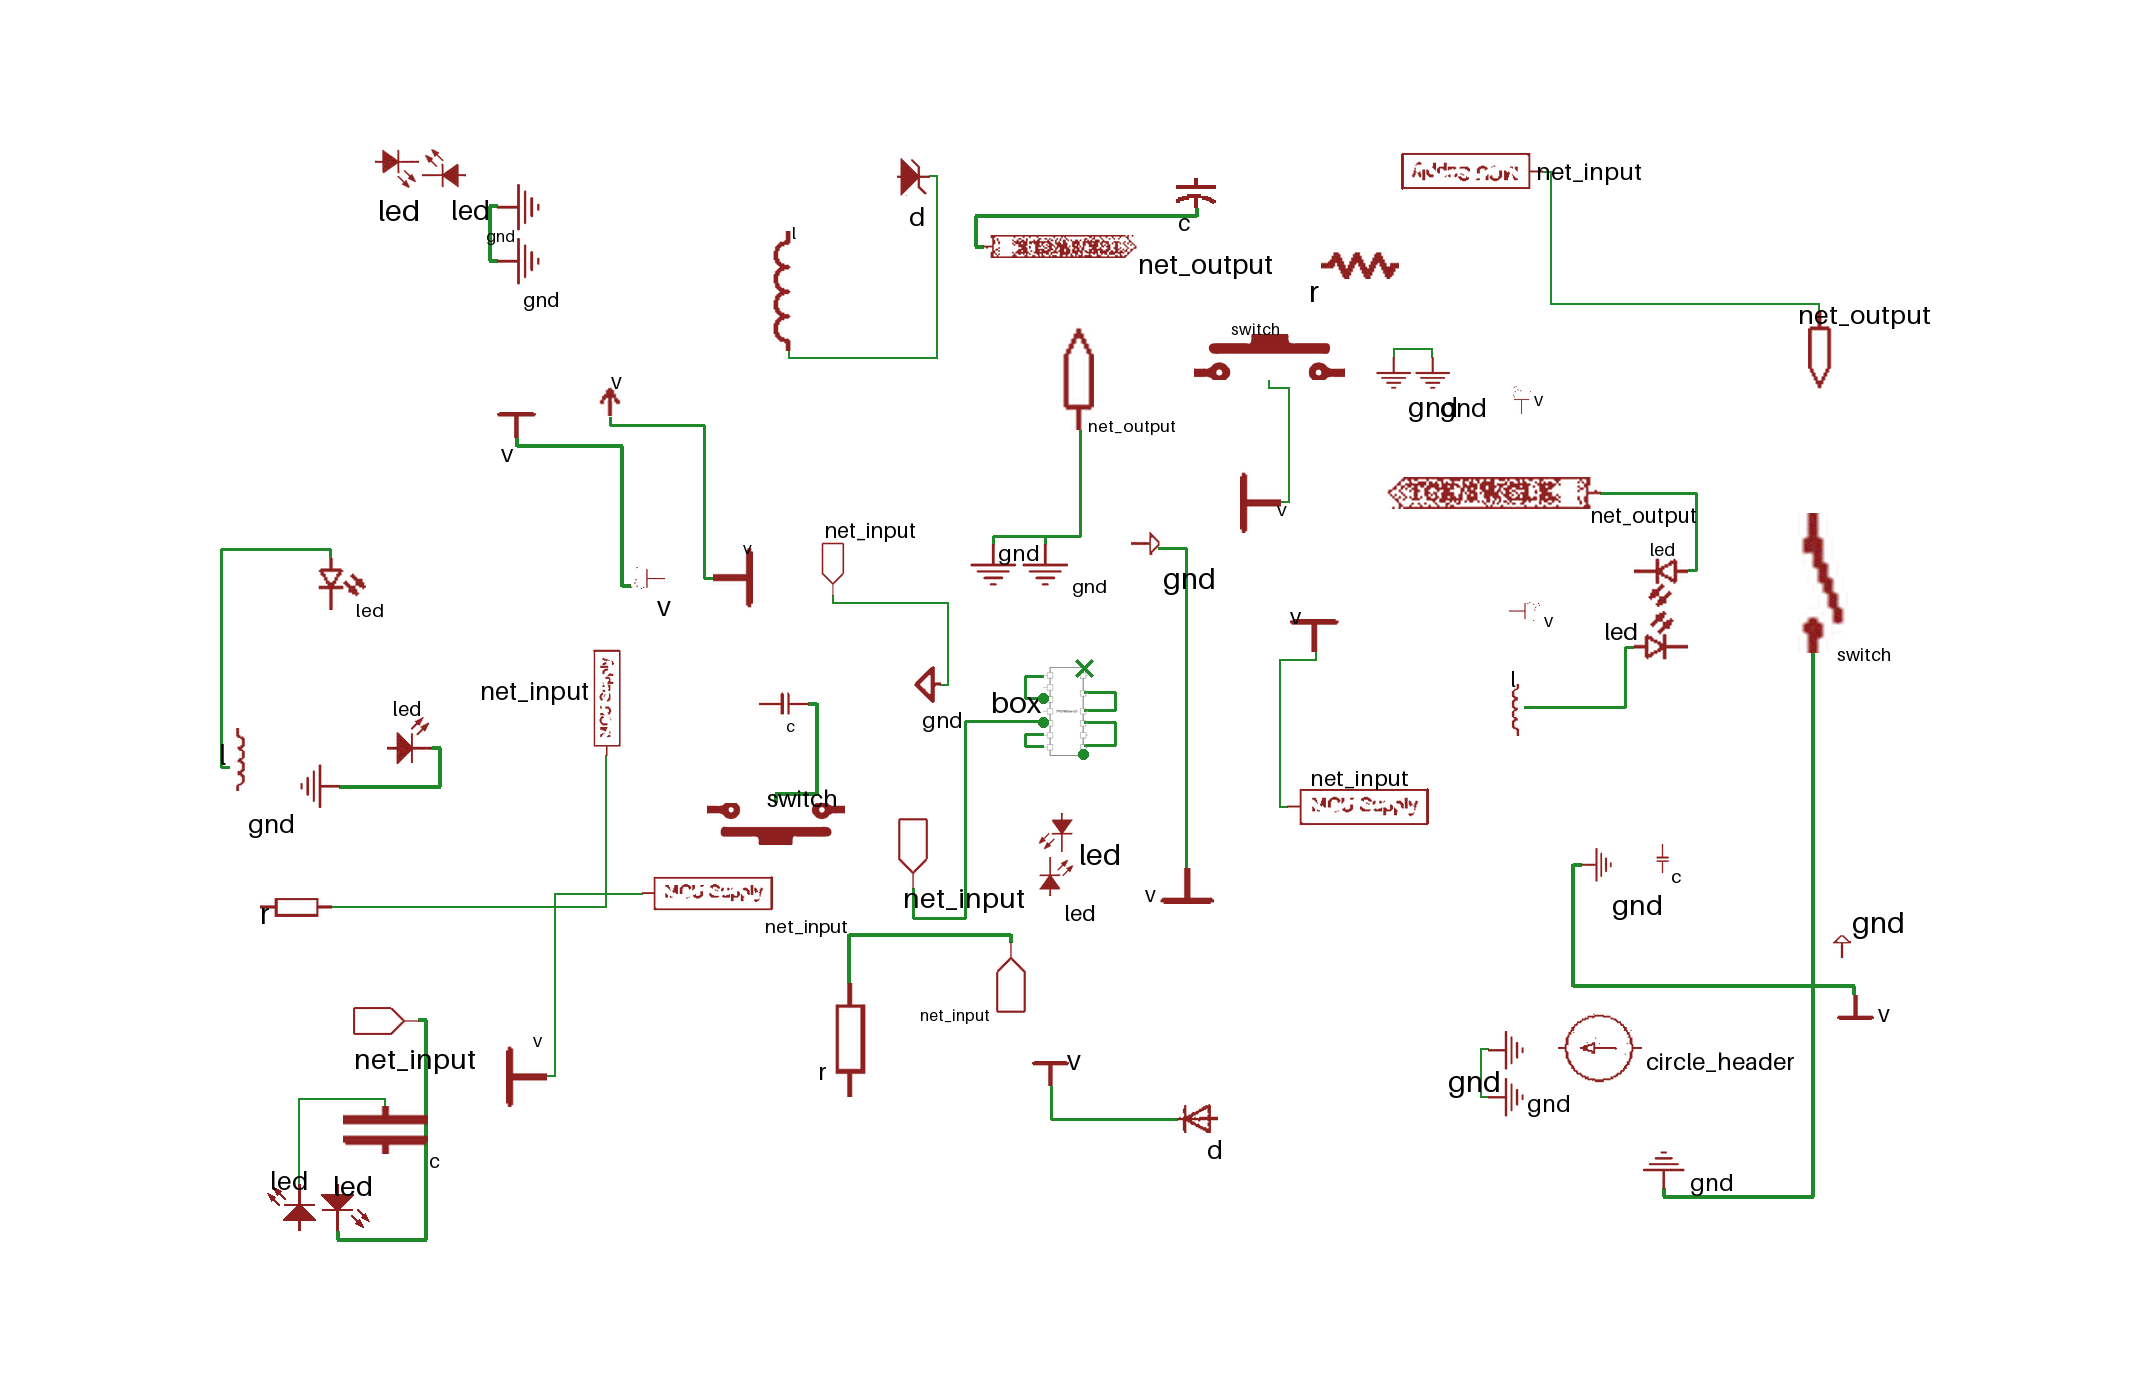 net_input
led
led
d
c
gnd
l
net_output
r
gnd
net_output
switch
v
v
gnd
gnd
net_output
v
v
net_output
net_input
v
led
gnd
gnd
gnd
v
led
v
v
led
switch
net_input
MCU Supply
l
box
led
gnd
c
l
net_input
switch
MCU Supply
gnd
led
c
MCU Supply
v
net_input
gnd
r
led
gnd
net_input
net_input
v
v
net_input
v
circle_header
r
gnd
gnd
d
c
led
led
gnd